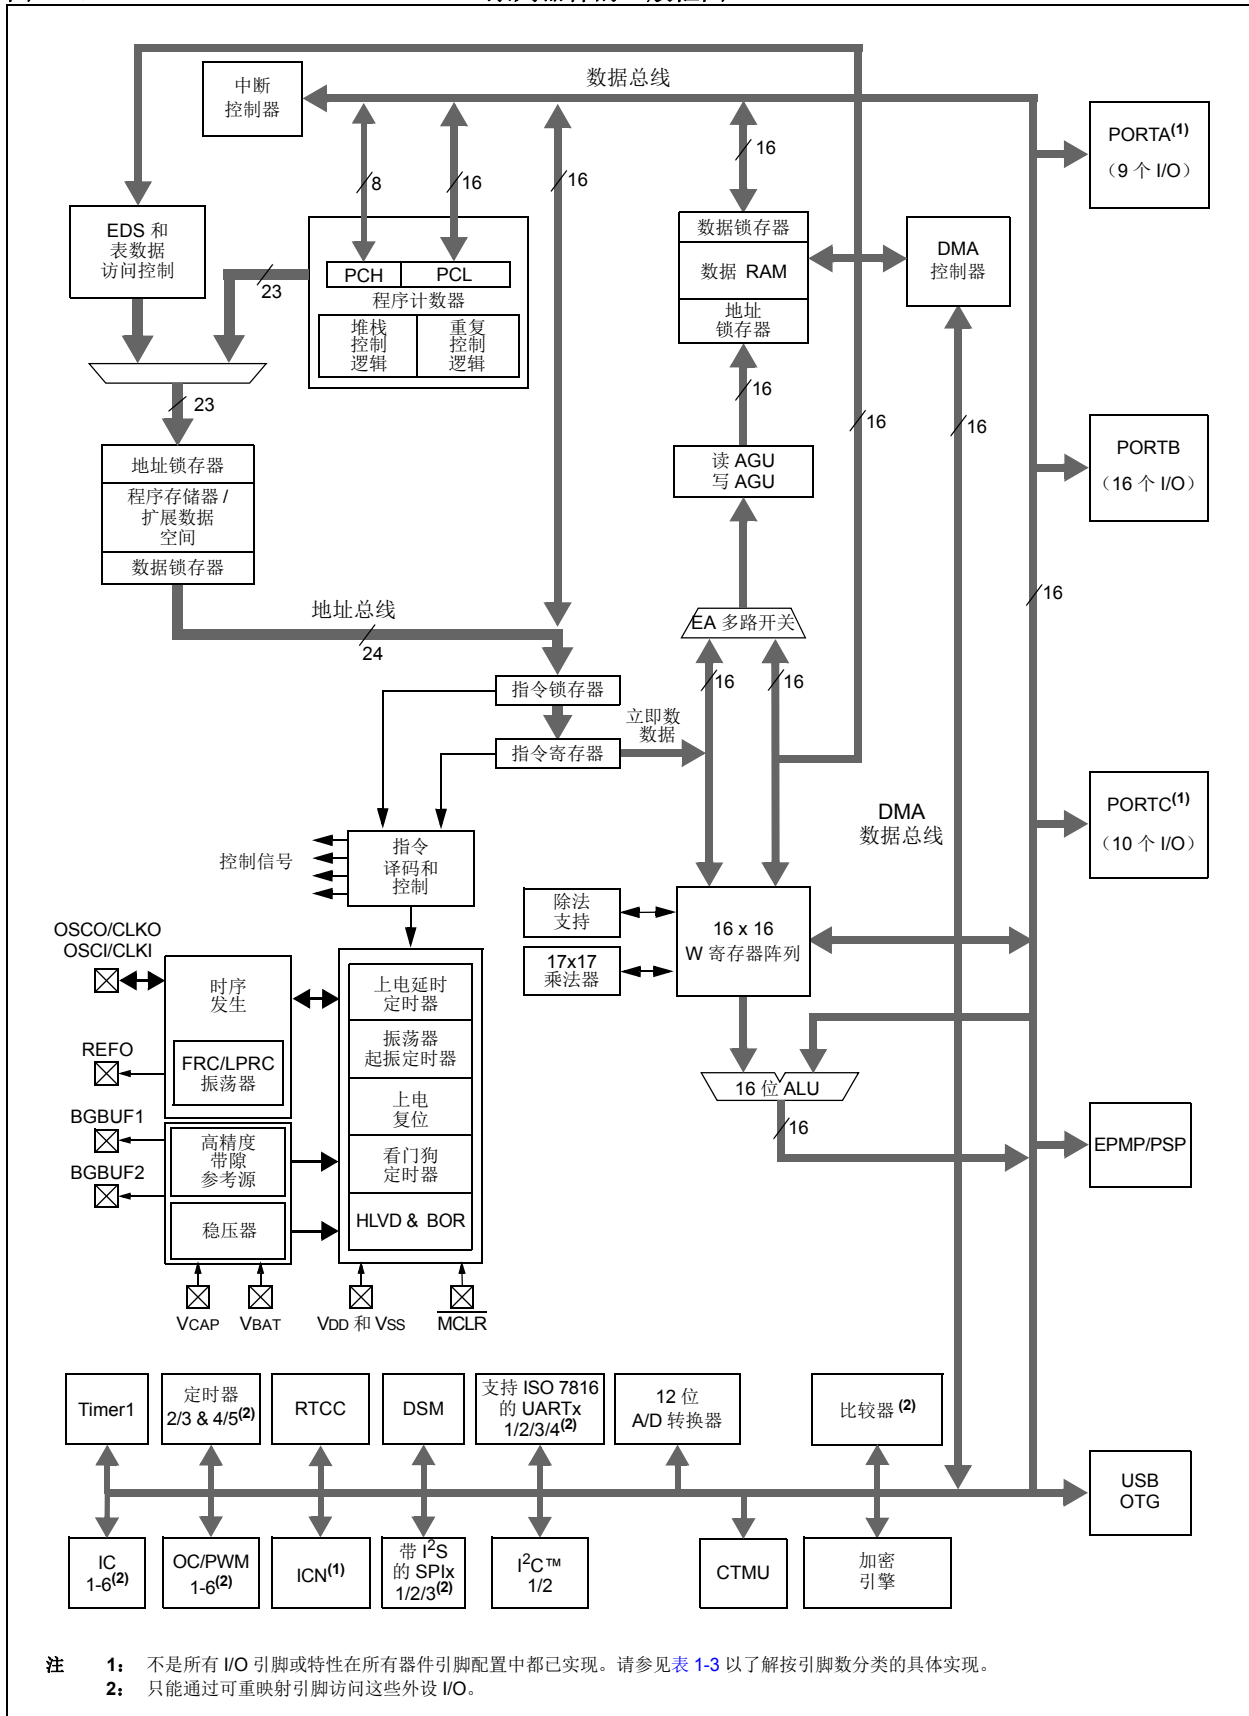 数据总线
中断
控制器
PORTA(1)
（9 个 I/O）
16
8
16
16
EDS 和
表数据
访问控制
数据锁存器
数据 RAM
地址
锁存器
DMA
控制器
PCH
PCL
程序计数器
堆栈
控制
逻辑
重复
控制
逻辑
23
23
16
16
16
地址锁存器
程序存储器 /
扩展数据
空间
数据锁存器
读 AGU
写 AGU
PORTB
（16 个 I/O）
16
地址总线
24
EA 多路开关
16
16
指令锁存器
指令寄存器
立即数
数据
DMA
数据总线
PORTC(1)
（10 个 I/O）
控制信号
指令
译码和
控制
除法
支持
17x17
乘法器
16 x 16
W 寄存器阵列
OSCO/CLKO
OSCI/CLKI
时序
发生
FRC/LPRC
振荡器
REFO
BGBUF1
BGBUF2
高精度
带隙
参考源
稳压器
上电延时
定时器
振荡器
起振定时器
上电
复位
看门狗
定时器
HLVD & BOR
16 位 ALU
16
EPMP/PSP
VCAP
VBAT
VDD 和 VSS
MCLR
Timer1
定时器
2/3 & 4/5(2)
RTCC
DSM
支持 ISO 7816
的 UARTx
1/2/3/4(2)
12 位
A/D 转换器
比较器 (2)
USB
OTG
IC
1-6(2)
OC/PWM
1-6(2)
ICN(1)
带 I2S
的 SPIx
1/2/3(2)
I2C™
1/2
CTMU
加密
引擎
注 1： 不是所有 I/O 引脚或特性在所有器件引脚配置中都已实现。请参见表 1-3 以了解按引脚数分类的具体实现。
2： 只能通过可重映射引脚访问这些外设 I/O。